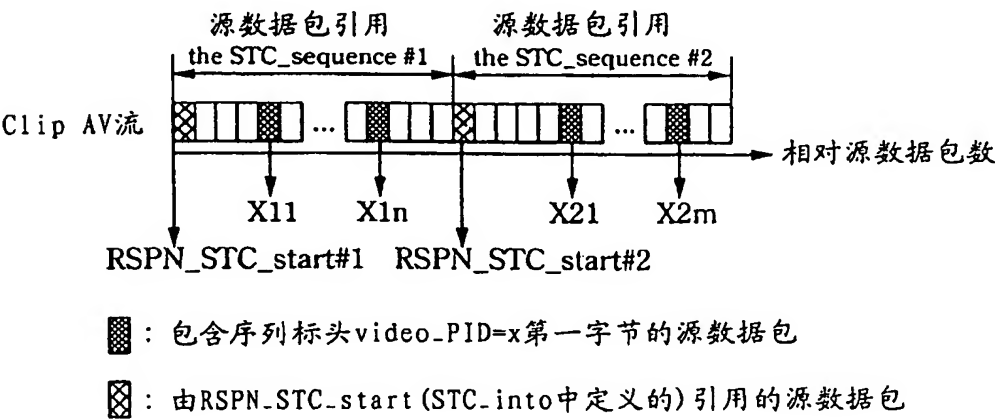 源数据包引用 源数据包引用
the STC_sequence #1 the STC_sequence #2
Clip AV流
... ...
相对源数据包数
X11 X1n X21 X2m
RSPN_STC_start#1 RSPN_STC_start#2
: 包含序列标头video_PID=x第一字节的源数据包
: 由RSPN_STC_start(STC_into中定义的)引用的源数据包